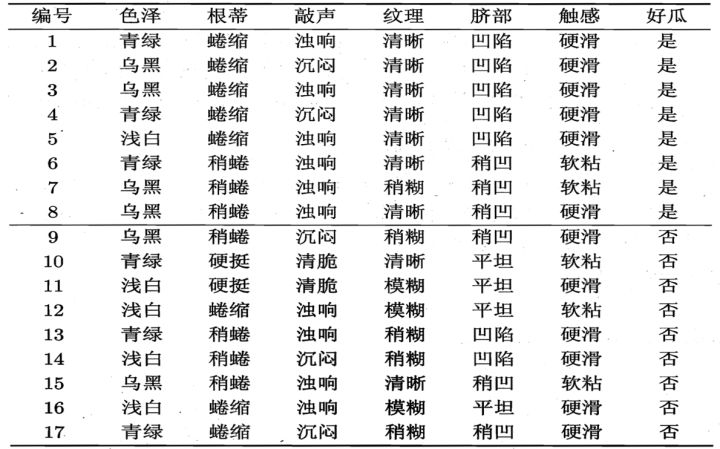 编号 色泽 根蒂 敲声 纹理 脐部 触感 好瓜
1 青绿 蜷缩 浊响 清晰 凹陷 硬滑 是
2 乌黑 蜷缩 沉闷 清晰 凹陷 硬滑 是
3 乌黑 蜷缩 浊响 清晰 凹陷 硬滑 是
4 青绿 蜷缩 沉闷 清晰 凹陷 硬滑 是
5 浅白 蜷缩 浊响 清晰 凹陷 硬滑 是
6 青绿 稍蜷 浊响 清晰 稍凹 软粘 是
7 乌黑 稍蜷 浊响 稍糊 稍凹 软粘 是
8 乌黑 稍蜷 浊响 清晰 稍凹 硬滑 是
9 乌黑 稍蜷 沉闷 稍糊 稍凹 硬滑 否
10 青绿 硬挺 清脆 清晰 平坦 软粘 否
11 浅白 硬挺 清脆 模糊 平坦 硬滑 否
12 浅白 蜷缩 浊响 模糊 平坦 软粘 否
13 青绿 稍蜷 浊响 稍糊 凹陷 硬滑 否
14 浅白 稍蜷 沉闷 稍糊 凹陷 硬滑 否
15 乌黑 稍蜷 浊响 清晰 稍凹 软粘 否
16 浅白 蜷缩 浊响 模糊 平坦 硬滑 否
17 青绿 蜷缩 沉闷 稍糊 稍凹 硬滑 否